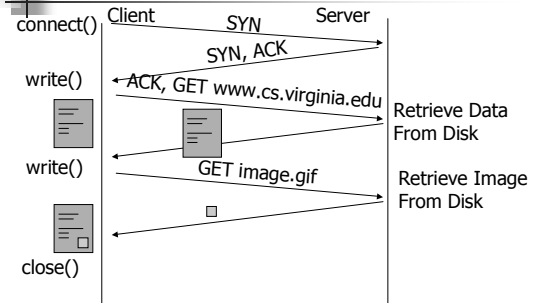 connect()
Client
Server
SYN
SYN, ACK
write()
ACK, GET www.cs.virginia.edu
Retrieve Data
From Disk
write()
GET image.gif
Retrieve Image
From Disk
close()